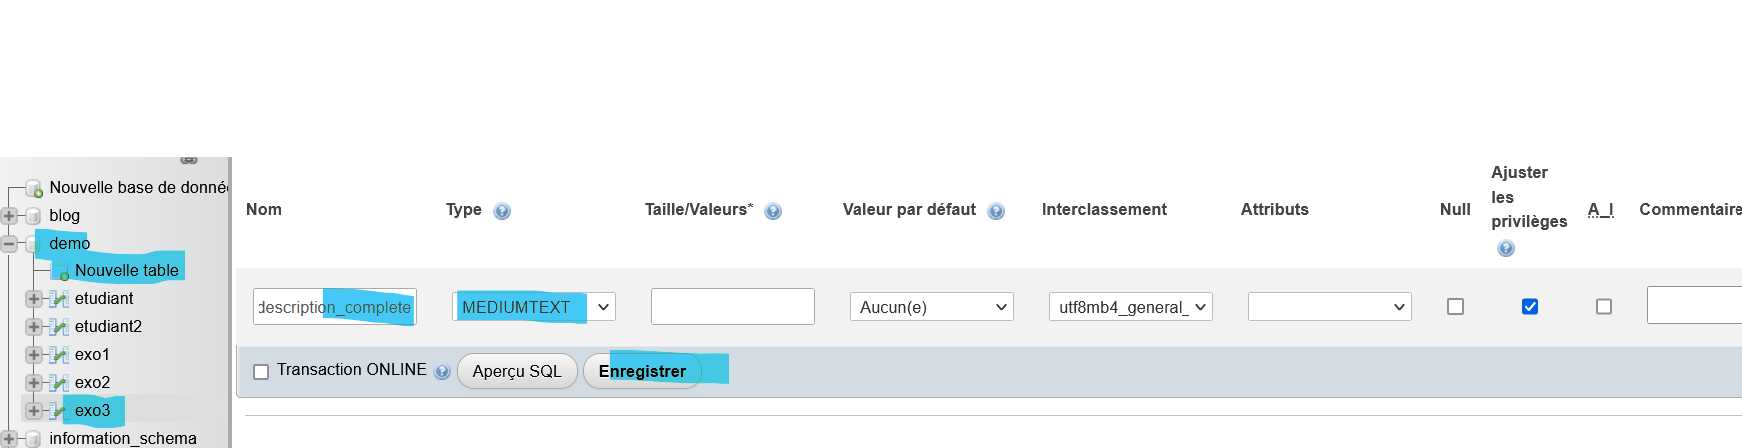 Nouvelle base de donné
blog
demo
Nouvelle table
etudiant
etudiant2
exo1
exo2
exo3
information_schema
Nom Type Taille/Valeurs* Valeur par défaut Interclassement Attributs Null Ajuster les privilèges A_I Commentaire
description_complete MEDIUMTEXT Aucun(e) utf8mb4_general_
Transaction ONLINE Aperçu SQL Enregistrer